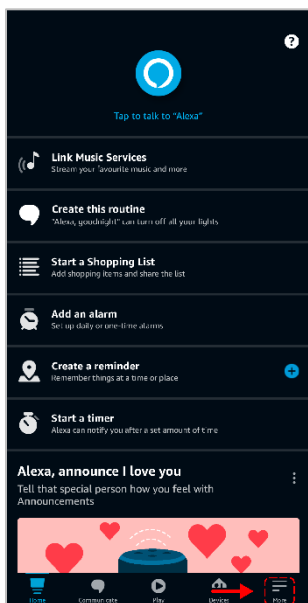 ?
Tap to talk to "Alexa"
Link Music Services
Stream your favourite music and more
Create this routine
"Alexa, goodnight" can turn off all your lights
Start a Shopping List
Add shopping items and share the list
Add an alarm
Set up daily or one-time alarms
Create a reminder
Remember things at a time or place
Start a timer
Alexa can notify you after a set amount of time
Alexa, announce I love you
Tell that special person how you feel with
Announcements
Home Communicate Play Devices More